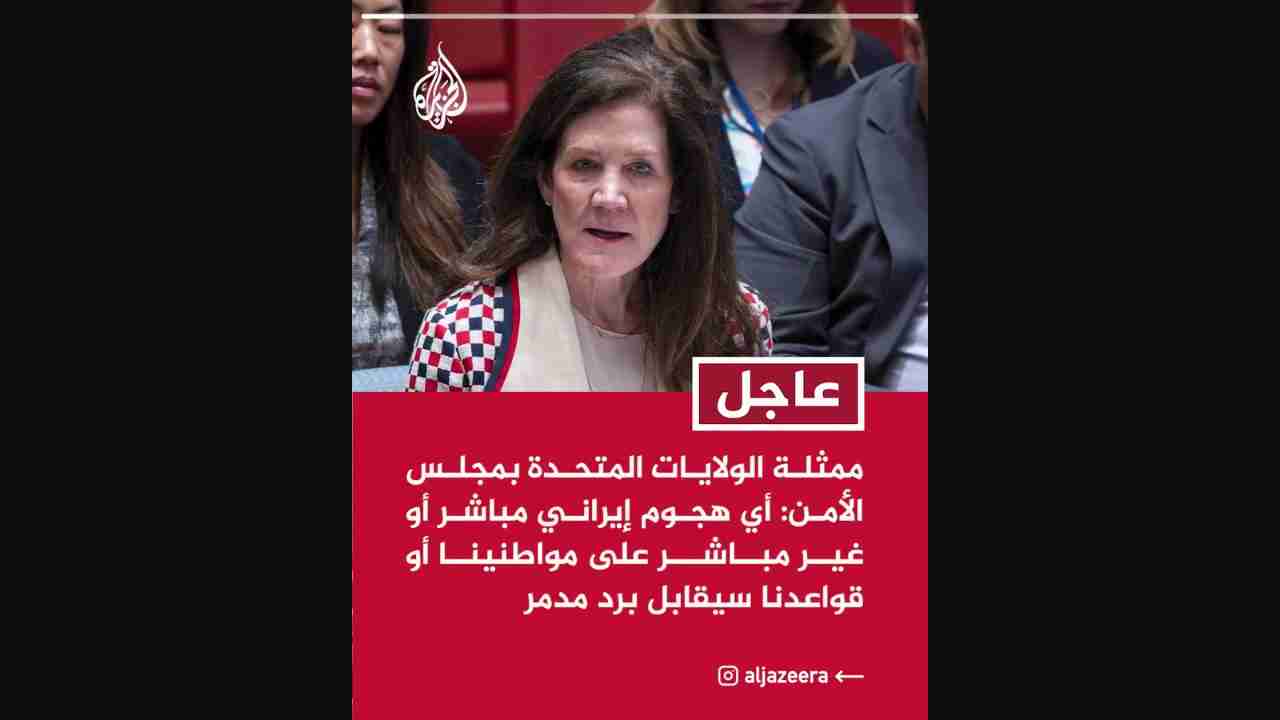 الجزيرة
عاجل
ممثلة الولايات المتحدة بمجلس
الأمن: أي هجوم إيراني مباشر أو
غير مباشر على مواطنينا أو
قواعدنا سيقابل برد مدمر
aljazeera